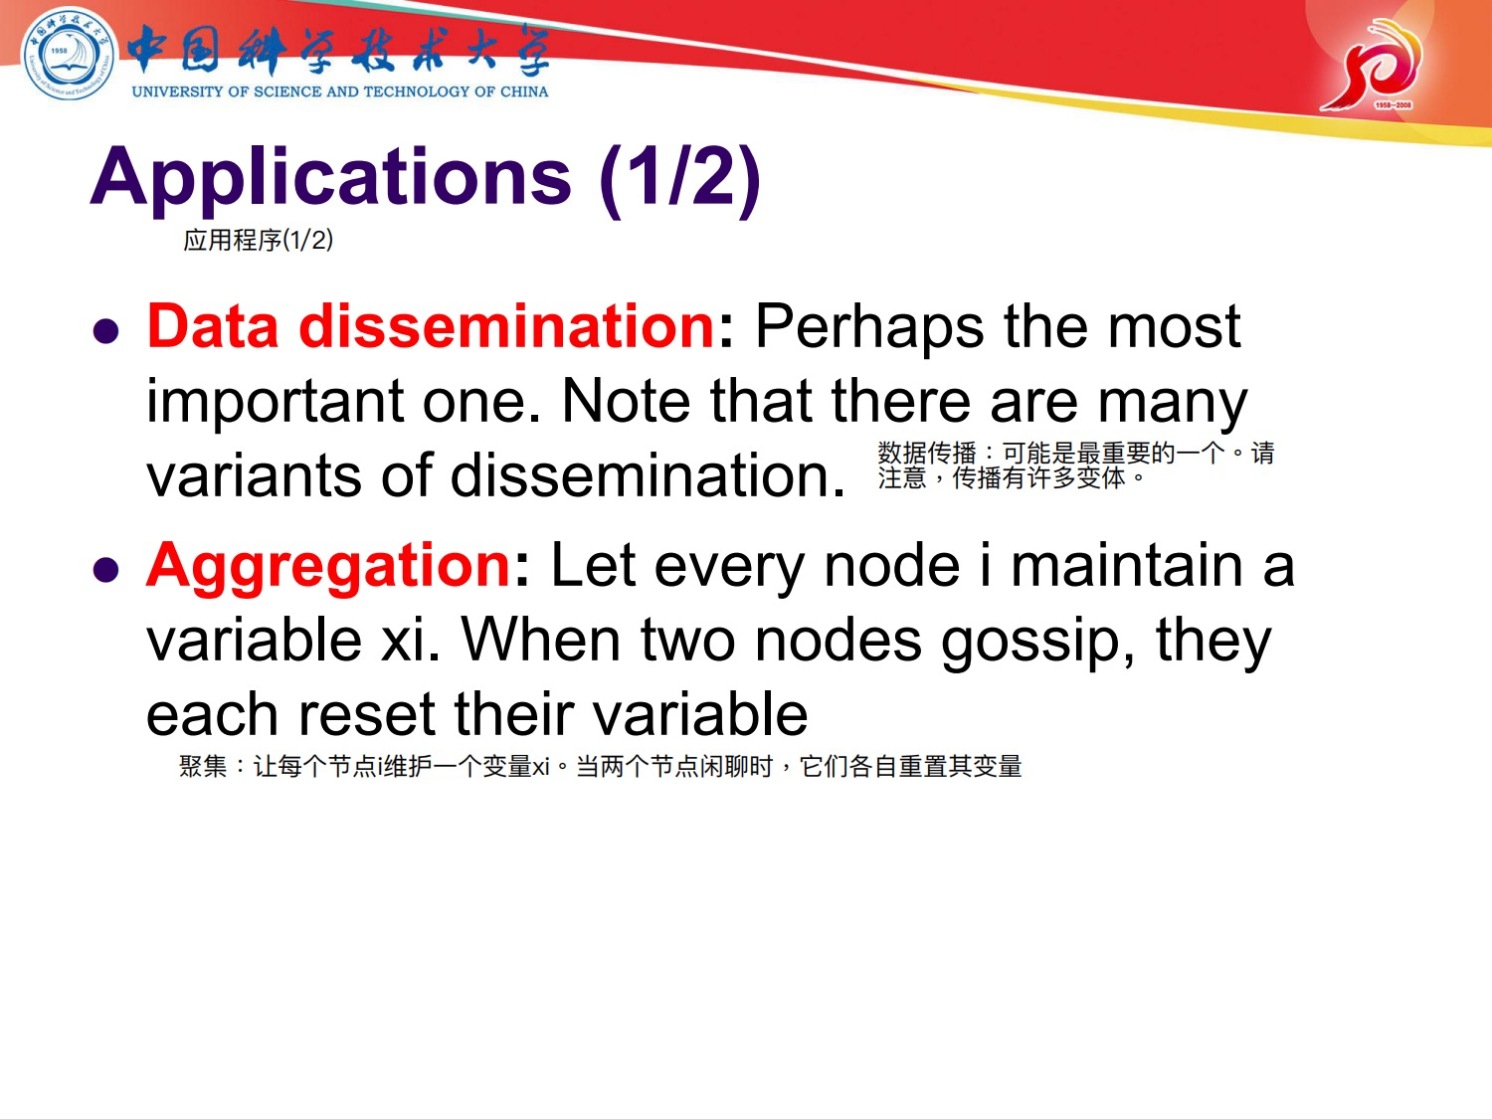 中国科学技术大学
UNIVERSITY OF SCIENCE AND TECHNOLOGY OF CHINA
1958
1958-2008
Applications (1/2)
应用程序(1/2)
● Data dissemination: Perhaps the most
important one. Note that there are many
variants of dissemination.
数据传播：可能是最重要的一个。请
注意，传播有许多变体。
● Aggregation: Let every node i maintain a
variable xi. When two nodes gossip, they
each reset their variable
聚集：让每个节点i维护一个变量xi。当两个节点闲聊时，它们各自重置其变量